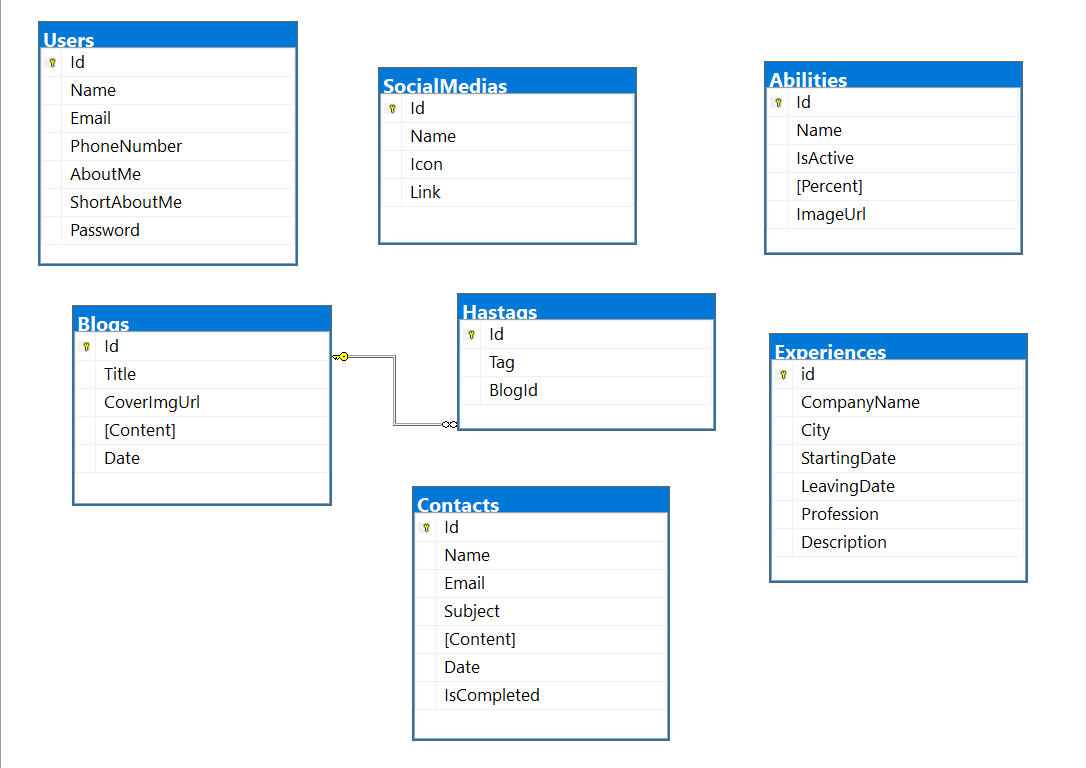 Users
Id
Name
Email
PhoneNumber
AboutMe
ShortAboutMe
Password
SocialMedias
Id
Name
Icon
Link
Abilities
Id
Name
IsActive
[Percent]
ImageUrl
Blogs
Id
Title
CoverImgUrl
[Content]
Date
Hastags
Id
Tag
BlogId
Experiences
id
CompanyName
City
StartingDate
LeavingDate
Profession
Description
Contacts
Id
Name
Email
Subject
[Content]
Date
IsCompleted